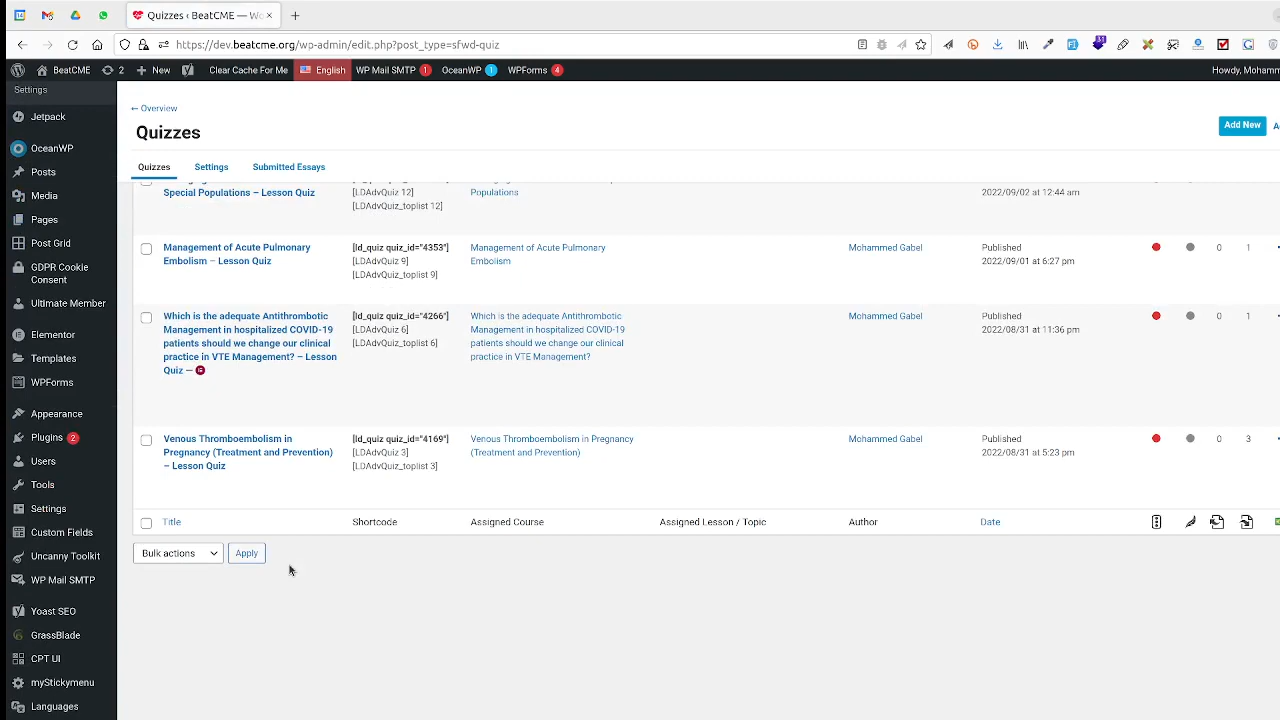 Quizzes ‹ BeatCME — Wo
https://dev.beatcme.org/wp-admin/edit.php?post_type=sfwd-quiz
31
BeatCME 2 New Clear Cache For Me English WP Mail SMTP 1 OceanWP 1 WPForms 4 Howdy, Mohamm
Settings
Jetpack
OceanWP
Posts
Media
Pages
Post Grid
GDPR Cookie
Consent
Ultimate Member
Elementor
Templates
WPForms
Appearance
Plugins 2
Users
Tools
Settings
Custom Fields
Uncanny Toolkit
WP Mail SMTP
Yoast SEO
GrassBlade
CPT UI
myStickymenu
Languages
← Overview
Quizzes
Add New
Quizzes Settings Submitted Essays
Special Populations – Lesson Quiz
[LDAdvQuiz 12]
[LDAdvQuiz_toplist 12]
Populations
2022/09/02 at 12:44 am
Management of Acute Pulmonary
Embolism – Lesson Quiz
[ld_quiz quiz_id="4353"]
[LDAdvQuiz 9]
[LDAdvQuiz_toplist 9]
Management of Acute Pulmonary
Embolism
Mohammed Gabel
Published
2022/09/01 at 6:27 pm
0 1
Which is the adequate Antithrombotic
Management in hospitalized COVID-19
patients should we change our clinical
practice in VTE Management? – Lesson
Quiz —
[ld_quiz quiz_id="4266"]
[LDAdvQuiz 6]
[LDAdvQuiz_toplist 6]
Which is the adequate Antithrombotic
Management in hospitalized COVID-19
patients should we change our clinical
practice in VTE Management?
Mohammed Gabel
Published
2022/08/31 at 11:36 pm
0 1
Venous Thromboembolism in
Pregnancy (Treatment and Prevention)
– Lesson Quiz
[ld_quiz quiz_id="4169"]
[LDAdvQuiz 3]
[LDAdvQuiz_toplist 3]
Venous Thromboembolism in Pregnancy
(Treatment and Prevention)
Mohammed Gabel
Published
2022/08/31 at 5:23 pm
0 3
Title Shortcode Assigned Course Assigned Lesson / Topic Author Date
Bulk actions Apply